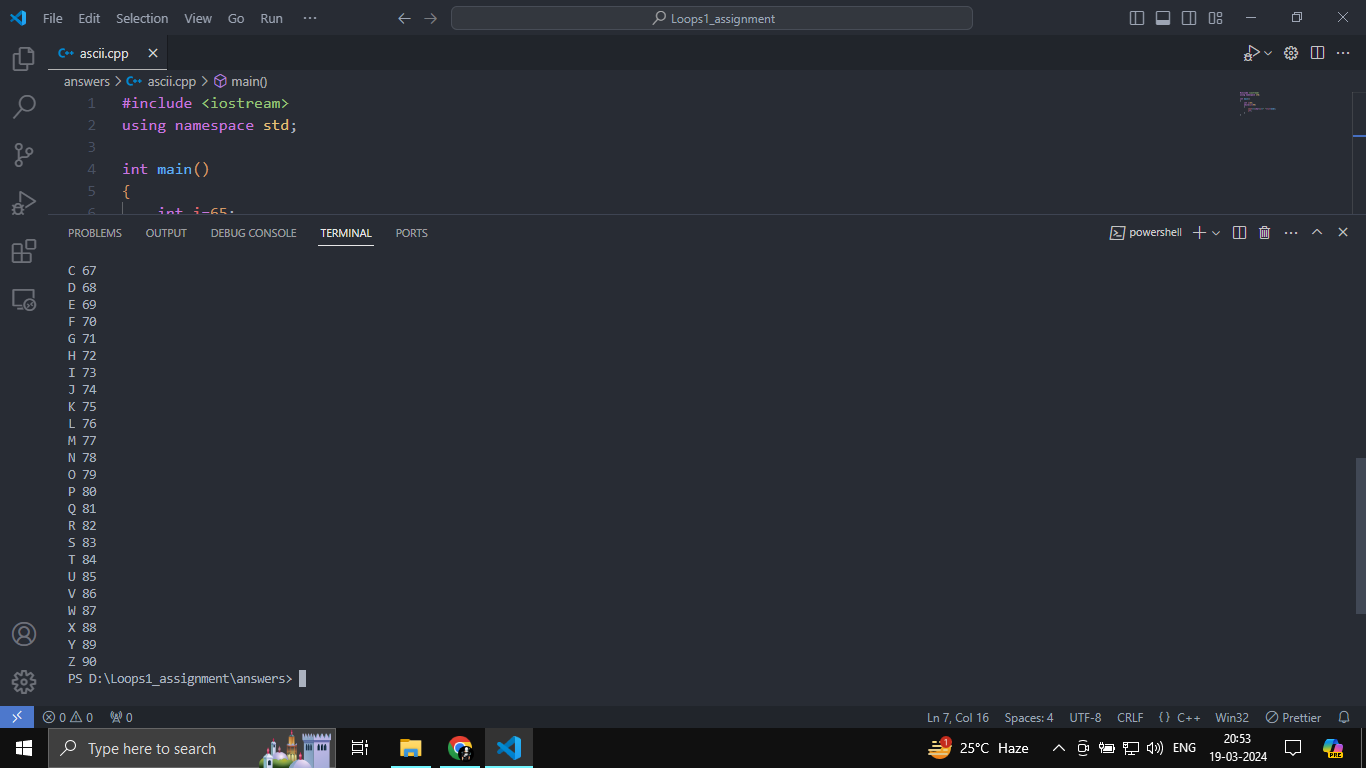 File Edit Selection View Go Run ··· Loops1_assignment
ascii.cpp
answers > ascii.cpp > main()
1 #include <iostream>
2 using namespace std;
3
4 int main()
5 {
6 int i=65;
PROBLEMS OUTPUT DEBUG CONSOLE TERMINAL PORTS powershell
C 67
D 68
E 69
F 70
G 71
H 72
I 73
J 74
K 75
L 76
M 77
N 78
O 79
P 80
Q 81
R 82
S 83
T 84
U 85
V 86
W 87
X 88
Y 89
Z 90
PS D:\Loops1_assignment\answers>
0 0 0 Ln 7, Col 16 Spaces: 4 UTF-8 CRLF {} C++ Win32 Prettier
Type here to search 1 25°C Haze ENG 20:53
19-03-2024
PRE